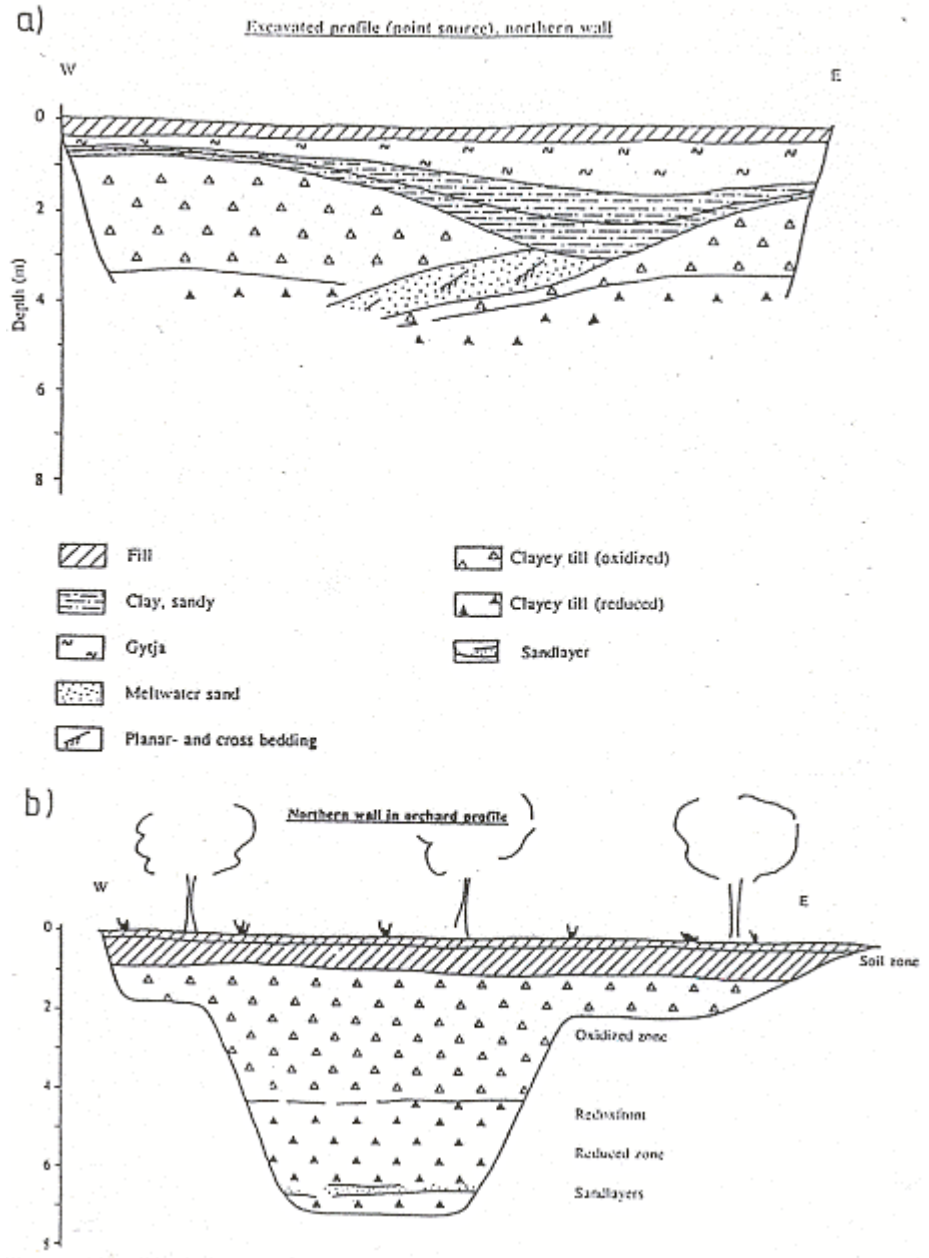 a)
Excavated profile (point source), northern wall
W
E
0
2
4
6
8
Depth (m)
Fill
Clay, sandy
Gytja
Meltwater sand
Planar- and cross bedding
Clayey till (oxidized)
Clayey till (reduced)
Sandlayer
b)
Northern wall in orchard profile
W
E
0
Soil zone
2
Oxidized zone
4
Redoxfront
Reduced zone
6
Sandlayers
8